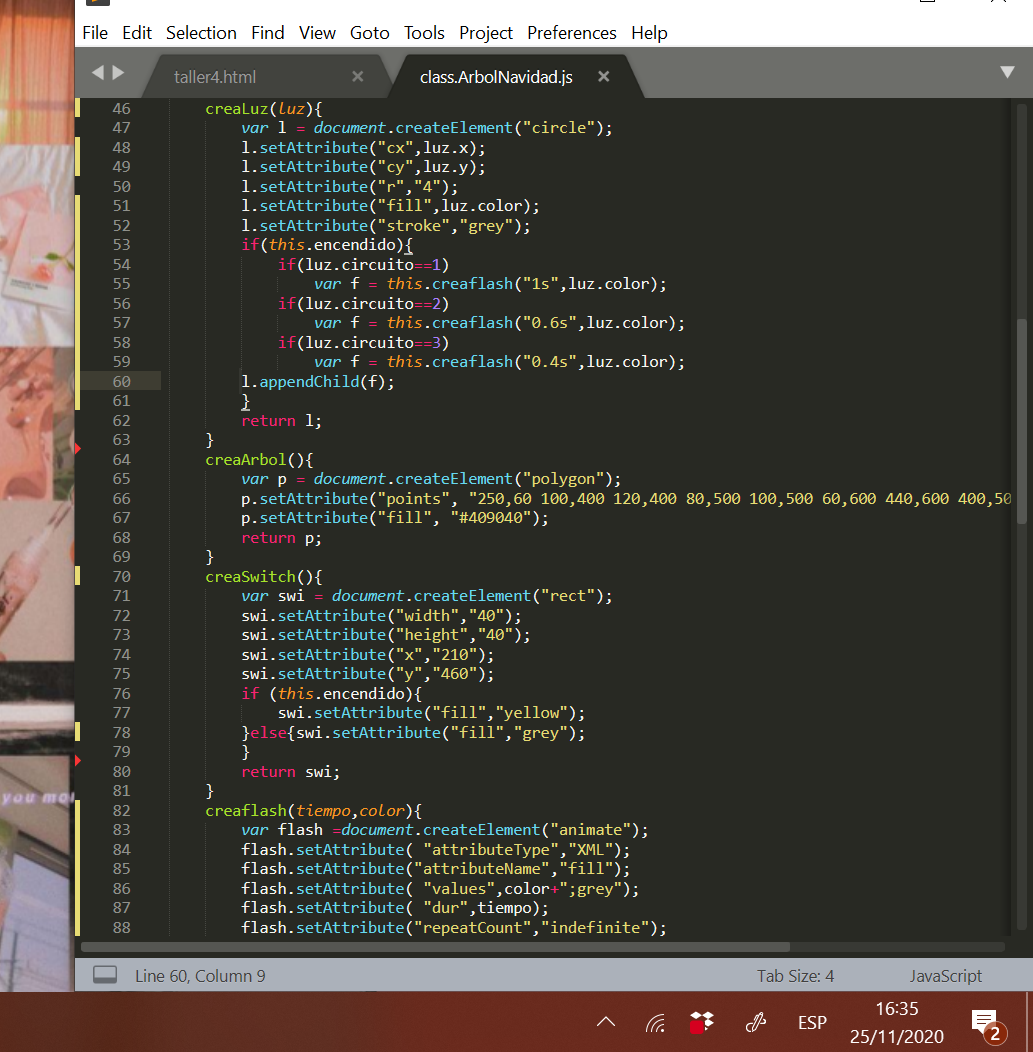 File Edit Selection Find View Goto Tools Project Preferences Help
taller4.html × class.ArbolNavidad.js ×
46 creaLuz(luz){
47 var l = document.createElement("circle");
48 l.setAttribute("cx",luz.x);
49 l.setAttribute("cy",luz.y);
50 l.setAttribute("r","4");
51 l.setAttribute("fill",luz.color);
52 l.setAttribute("stroke","grey");
53 if(this.encendido){
54 if(luz.circuito==1)
55 var f = this.creaflash("1s",luz.color);
56 if(luz.circuito==2)
57 var f = this.creaflash("0.6s",luz.color);
58 if(luz.circuito==3)
59 var f = this.creaflash("0.4s",luz.color);
60 l.appendChild(f);
61 }
62 return l;
63 }
64 creaArbol(){
65 var p = document.createElement("polygon");
66 p.setAttribute("points", "250,60 100,400 120,400 80,500 100,500 60,600 440,600 400,50
67 p.setAttribute("fill", "#409040");
68 return p;
69 }
70 creaSwitch(){
71 var swi = document.createElement("rect");
72 swi.setAttribute("width","40");
73 swi.setAttribute("height","40");
74 swi.setAttribute("x","210");
75 swi.setAttribute("y","460");
76 if (this.encendido){
77 swi.setAttribute("fill","yellow");
78 }else{swi.setAttribute("fill","grey");
79 }
80 return swi;
81 }
82 creaflash(tiempo,color){
83 var flash =document.createElement("animate");
84 flash.setAttribute( "attributeType","XML");
85 flash.setAttribute("attributeName","fill");
86 flash.setAttribute( "values",color+";grey");
87 flash.setAttribute( "dur",tiempo);
88 flash.setAttribute("repeatCount","indefinite");
you
Line 60, Column 9 Tab Size: 4 JavaScript
ESP 16:35
25/11/2020 2